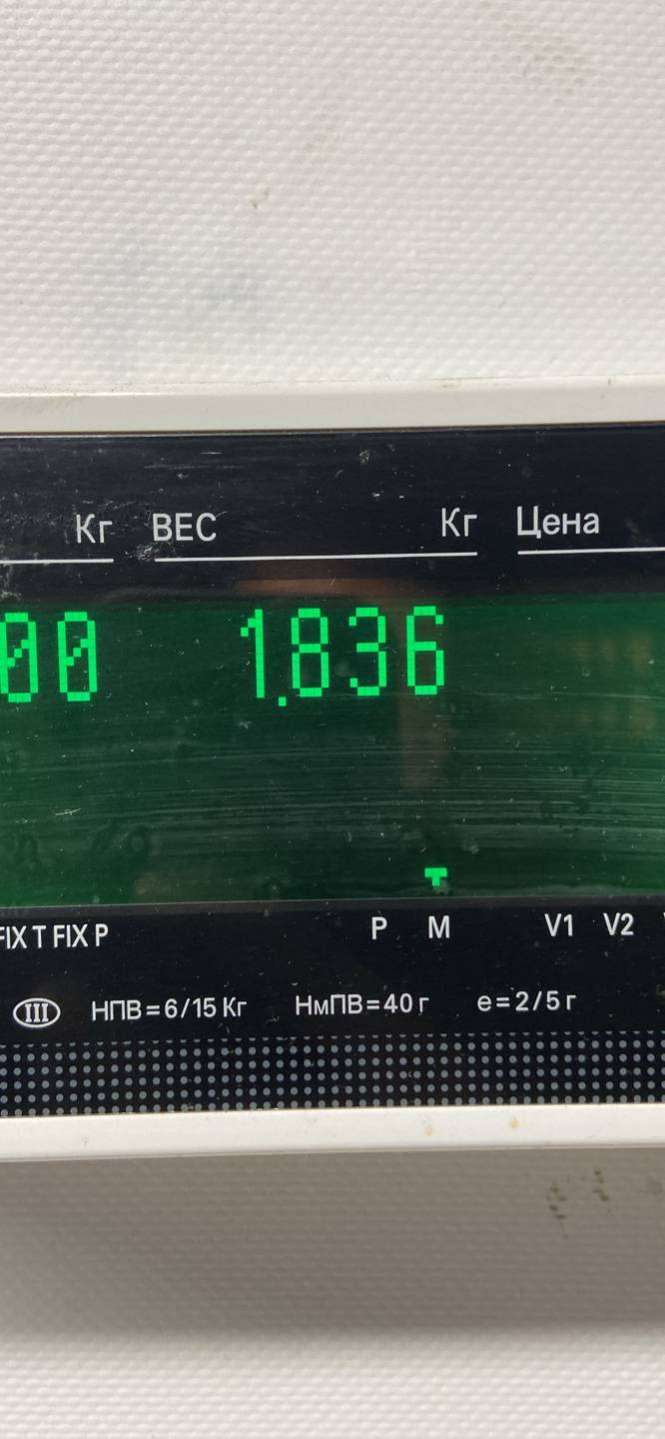 Кг ВЕС Кг Цена
00 1.836
FIX T FIX P P M V1 V2
III НПВ=6/15 Кг НмПВ=40 г e=2/5 г